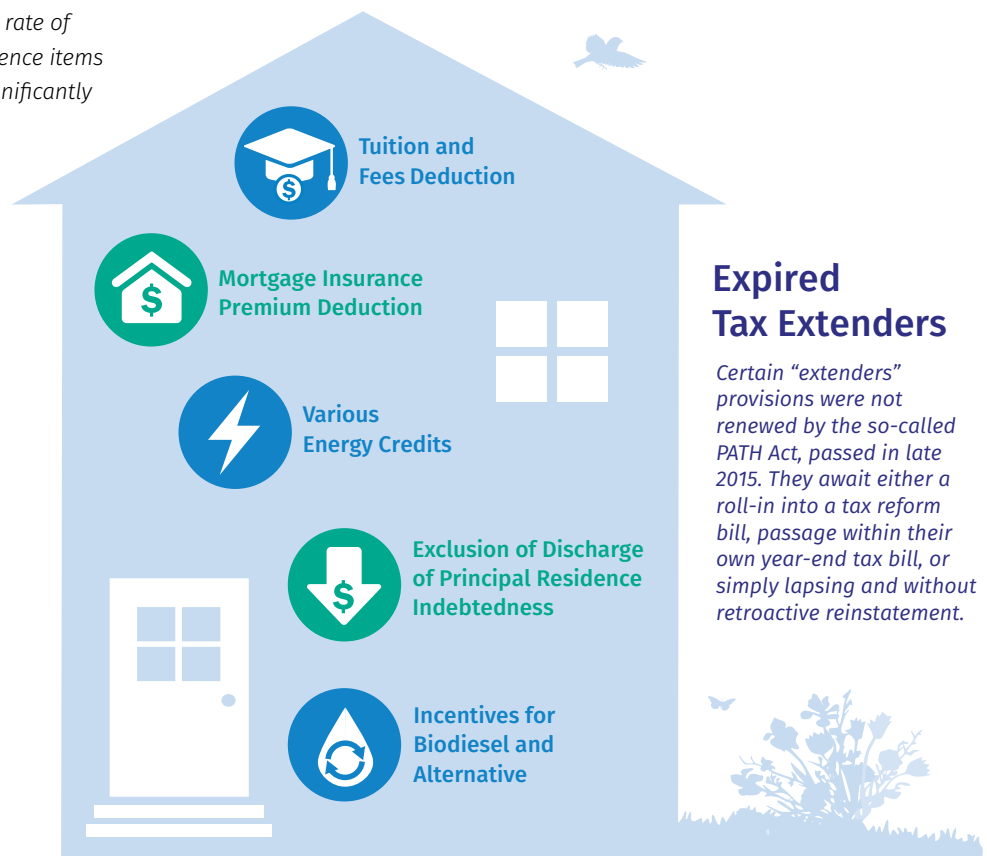 rate of
ence items
nificantly
Tuition and
Fees Deduction
Mortgage Insurance
Premium Deduction
Various
Energy Credits
Exclusion of Discharge
of Principal Residence
Indebtedness
Incentives for
Biodiesel and
Alternative
Expired
Tax Extenders
Certain “extenders”
provisions were not
renewed by the so-called
PATH Act, passed in late
2015. They await either a
roll-in into a tax reform
bill, passage within their
own year-end tax bill, or
simply lapsing and without
retroactive reinstatement.